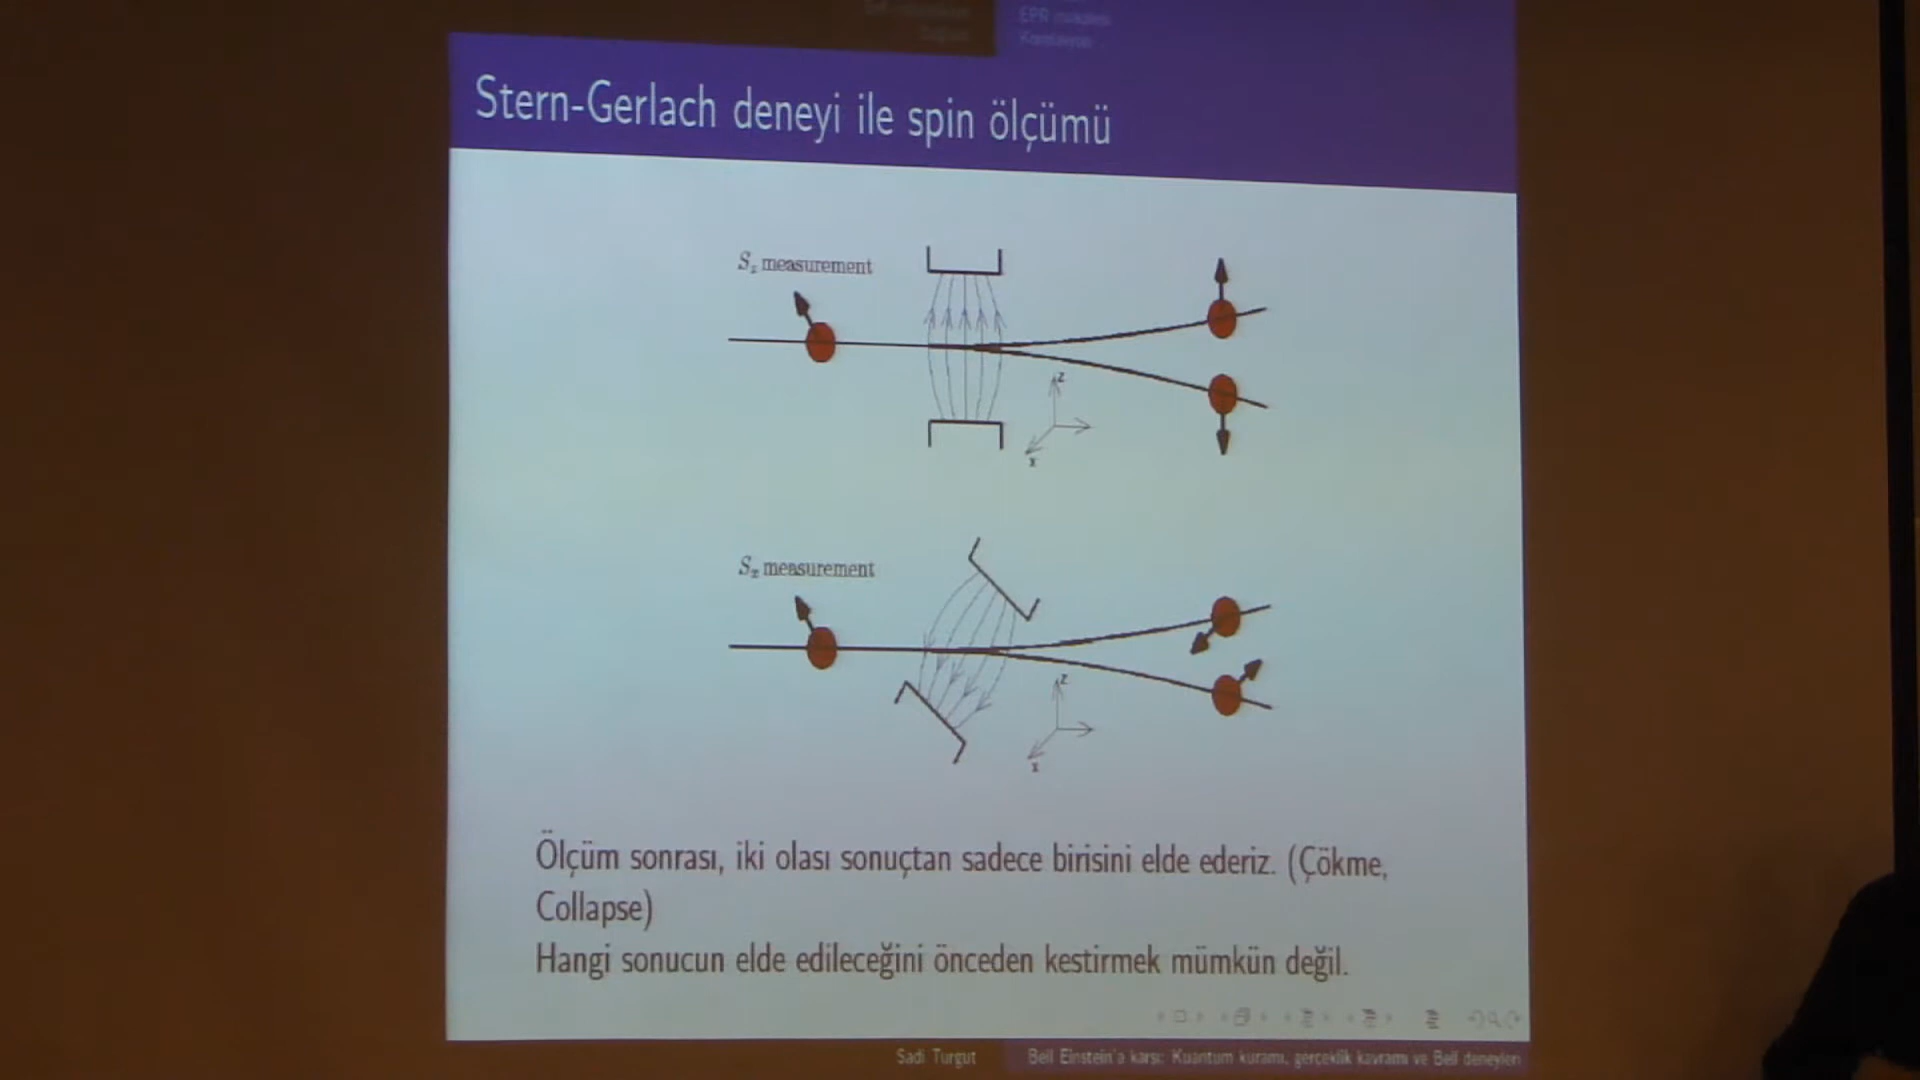 EPR makalesi
Stern-Gerlach deneyi ile spin ölçümü
S_z measurement
z
x
S_x measurement
z
x
Ölçüm sonrası, iki olası sonuçtan sadece birisini elde ederiz. (Çökme,
Collapse)
Hangi sonucun elde edileceğini önceden kestirmek mümkün değil.
Sadi Turgut
Bell Einstein'a karşı: Kuantum kuramı, gerçeklik kavramı ve Bell deneyleri